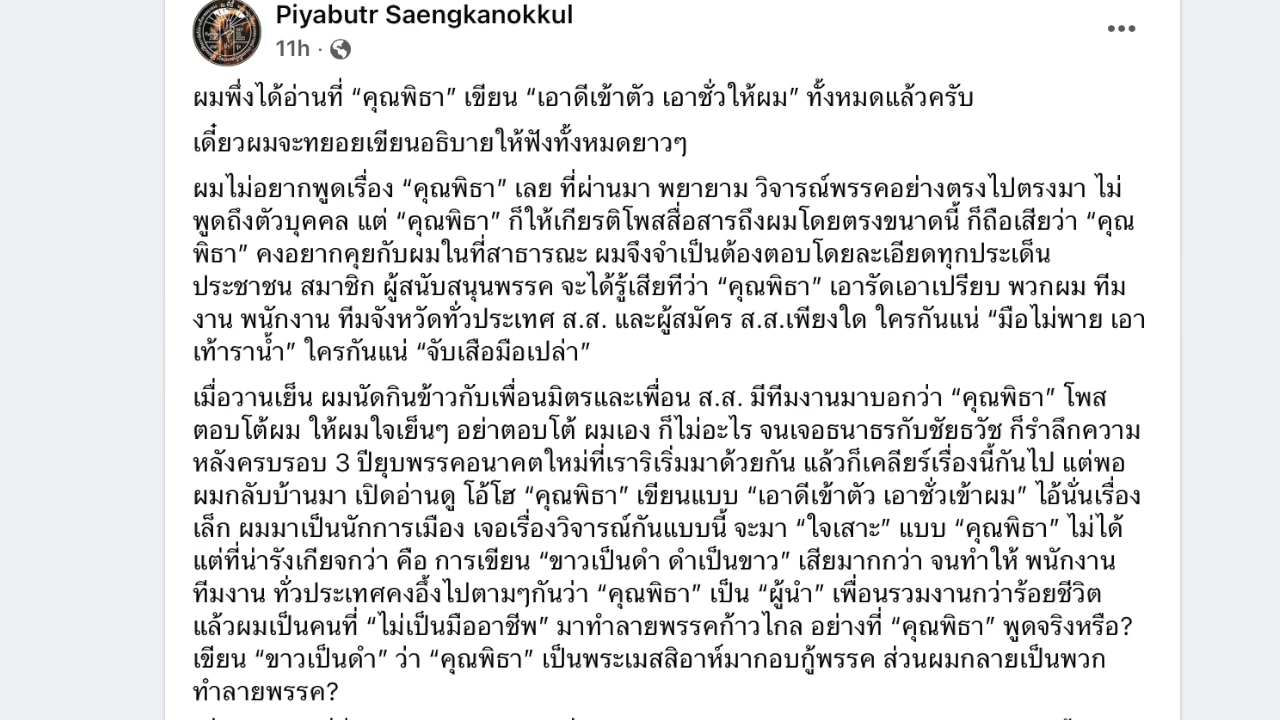 Piyabutr Saengkanokkul
11h ·
ผมพึ่งได้อ่านที่ “คุณพิธา” เขียน “เอาดีเข้าตัว เอาชั่วให้ผม” ทั้งหมดแล้วครับ
เดี๋ยวผมจะทยอยเขียนอธิบายให้ฟังทั้งหมดยาวๆ
ผมไม่อยากพูดเรื่อง “คุณพิธา” เลย ที่ผ่านมา พยายาม วิจารณ์พรรคอย่างตรงไปตรงมา ไม่
พูดถึงตัวบุคคล แต่ “คุณพิธา” ก็ให้เกียรติโพสสื่อสารถึงผมโดยตรงขนาดนี้ ก็ถือเสียว่า “คุณ
พิธา” คงอยากคุยกับผมในที่สาธารณะ ผมจึงจำเป็นต้องตอบโดยละเอียดทุกประเด็น
ประชาชน สมาชิก ผู้สนับสนุนพรรค จะได้รู้เสียทีว่า “คุณพิธา” เอารัดเอาเปรียบ พวกผม ทีม
งาน พนักงาน ทีมจังหวัดทั่วประเทศ ส.ส. และผู้สมัคร ส.ส.เพียงใด ใครกันแน่ “มือไม่พาย เอา
เท้าราน้ำ” ใครกันแน่ “จับเสือมือเปล่า”
เมื่อวานเย็น ผมนัดกินข้าวกับเพื่อนมิตรและเพื่อน ส.ส. มีทีมงานมาบอกว่า “คุณพิธา” โพส
ตอบโต้ผม ให้ผมใจเย็นๆ อย่าตอบโต้ ผมเอง ก็ไม่อะไร จนเจอธนาธรกับชัยธวัช ก็รำลึกความ
หลังครบรอบ 3 ปียุบพรรคอนาคตใหม่ที่เราริเริ่มมาด้วยกัน แล้วก็เคลียร์เรื่องนี้กันไป แต่พอ
ผมกลับบ้านมา เปิดอ่านดู โอ้โฮ “คุณพิธา” เขียนแบบ “เอาดีเข้าตัว เอาชั่วเข้าผม” ไอ้นั่นเรื่อง
เล็ก ผมมาเป็นนักการเมือง เจอเรื่องวิจารณ์กันแบบนี้ จะมา “ใจเสาะ” แบบ “คุณพิธา” ไม่ได้
แต่ที่น่ารังเกียจกว่า คือ การเขียน “ขาวเป็นดำ ดำเป็นขาว” เสียมากกว่า จนทำให้ พนักงาน
ทีมงาน ทั่วประเทศคงอึ้งไปตามๆกันว่า “คุณพิธา” เป็น “ผู้นำ” เพื่อนรวมงานกว่าร้อยชีวิต
แล้วผมเป็นคนที่ “ไม่เป็นมืออาชีพ” มาทำลายพรรคก้าวไกล อย่างที่ “คุณพิธา” พูดจริงหรือ?
เขียน “ขาวเป็นดำ” ว่า “คุณพิธา” เป็นพระเมสสิอาห์มากอบกู้พรรค ส่วนผมกลายเป็นพวก
ทำลายพรรค?